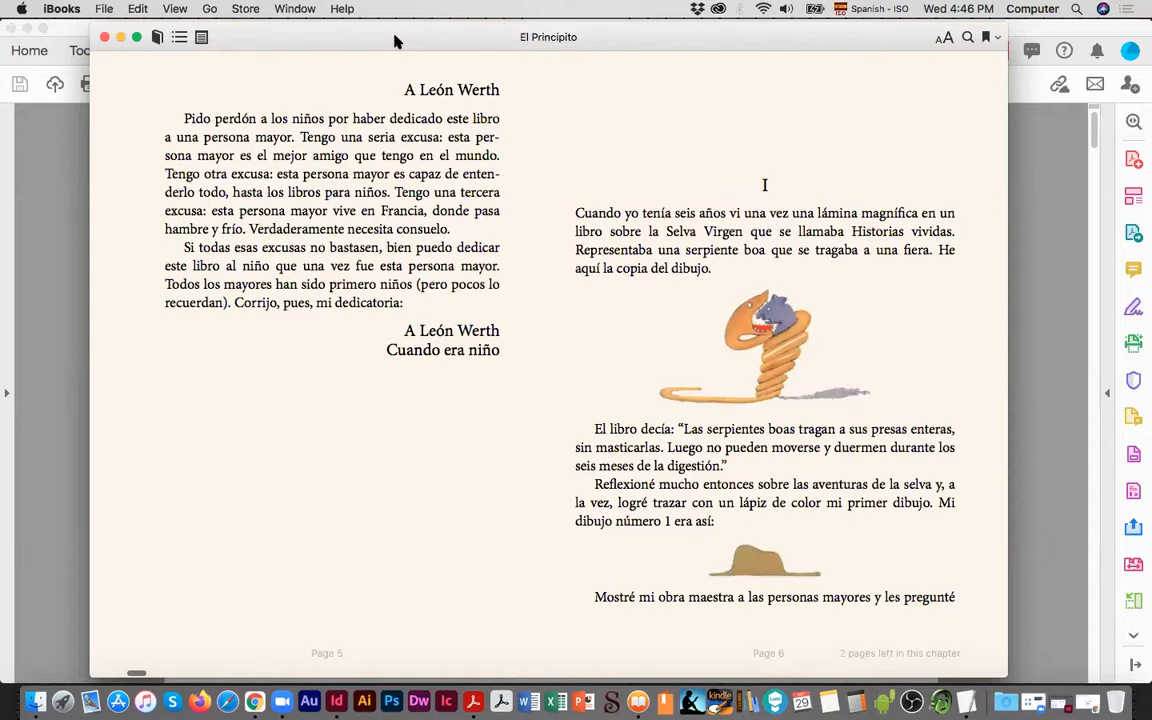 iBooks File Edit View Go Store Window Help Spanish - ISO Wed 4:46 PM Computer
El Principito
AA
Home
A León Werth
Pido perdón a los niños por haber dedicado este libro
a una persona mayor. Tengo una seria excusa: esta per-
sona mayor es el mejor amigo que tengo en el mundo.
Tengo otra excusa: esta persona mayor es capaz de enten-
derlo todo, hasta los libros para niños. Tengo una tercera
excusa: esta persona mayor vive en Francia, donde pasa
hambre y frío. Verdaderamente necesita consuelo.
Si todas esas excusas no bastasen, bien puedo dedicar
este libro al niño que una vez fue esta persona mayor.
Todos los mayores han sido primero niños (pero pocos lo
recuerdan). Corrijo, pues, mi dedicatoria:
A León Werth
Cuando era niño
Page 5
I
Cuando yo tenía seis años vi una vez una lámina magnífica en un
libro sobre la Selva Virgen que se llamaba Historias vividas.
Representaba una serpiente boa que se tragaba a una fiera. He
aquí la copia del dibujo.
El libro decía: “Las serpientes boas tragan a sus presas enteras,
sin masticarlas. Luego no pueden moverse y duermen durante los
seis meses de la digestión.”
Reflexioné mucho entonces sobre las aventuras de la selva y, a
la vez, logré trazar con un lápiz de color mi primer dibujo. Mi
dibujo número 1 era así:
Mostré mi obra maestra a las personas mayores y les pregunté
Page 6 2 pages left in this chapter
Au Id Ai Ps Dw Ic kindle 29